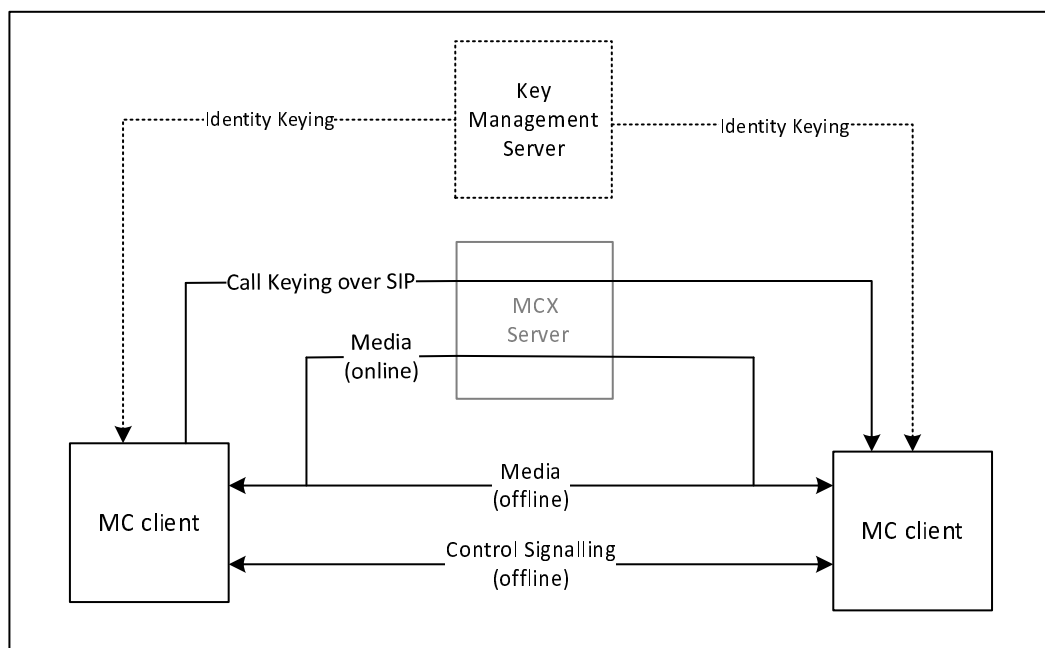 Key
Management
Server
Identity Keying
Identity Keying
Call Keying over SIP
MCX
Server
Media
(online)
Media
(offline)
MC client
MC client
Control Signalling
(offline)